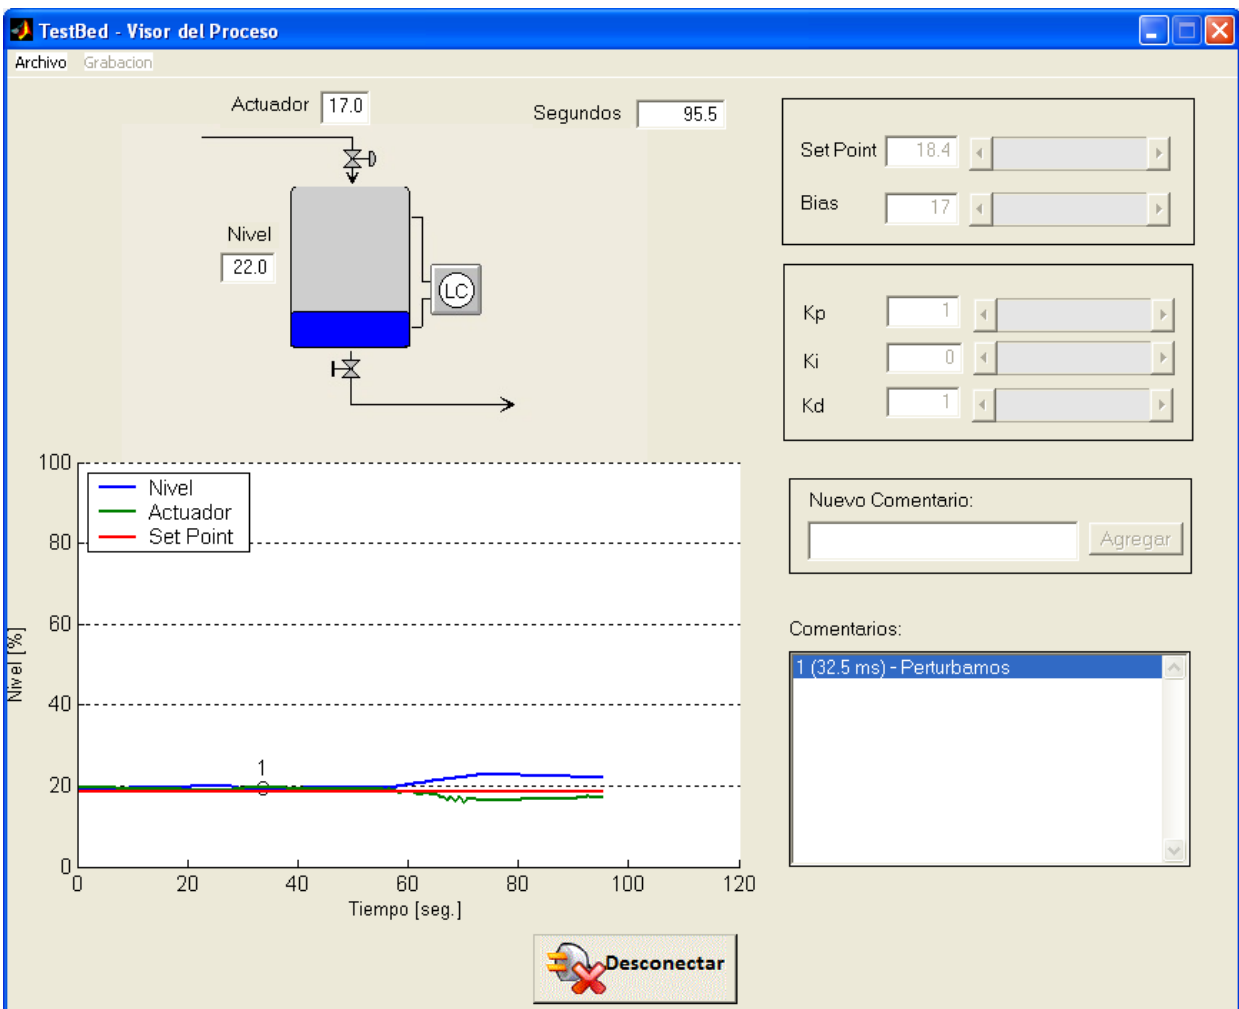 TestBed - Visor del Proceso
Archivo Grabacion
Actuador 17.0
Segundos 95.5
Nivel
22.0
LC
Set Point 18.4
Bias 17
Kp 1
Ki 0
Kd 1
Nivel
Actuador
Set Point
100
80
60
40
20
0
Nivel [%]
1
0 20 40 60 80 100 120
Tiempo [seg.]
Nuevo Comentario:
Agregar
Comentarios:
1 (32.5 ms) - Perturbamos
Desconectar